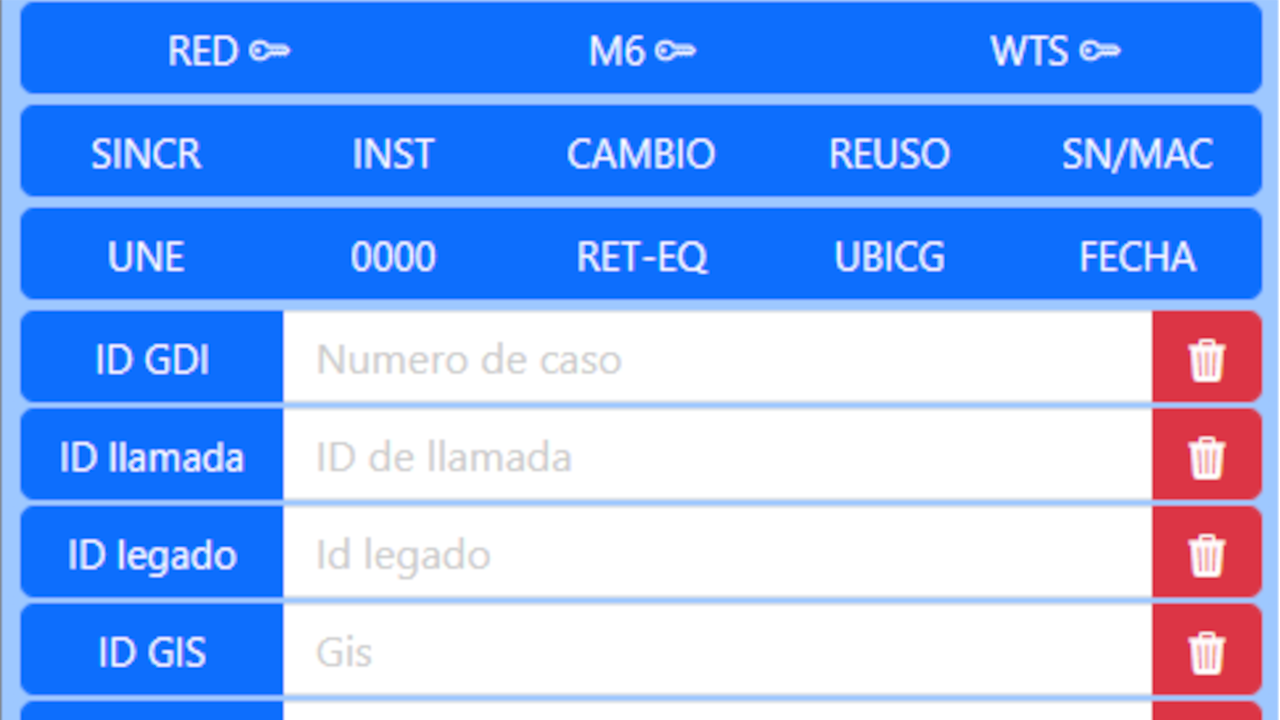 RED M6 WTS
SINCR INST CAMBIO REUSO SN/MAC
UNE 0000 RET-EQ UBICG FECHA
ID GDI Numero de caso
ID llamada ID de llamada
ID legado Id legado
ID GIS Gis